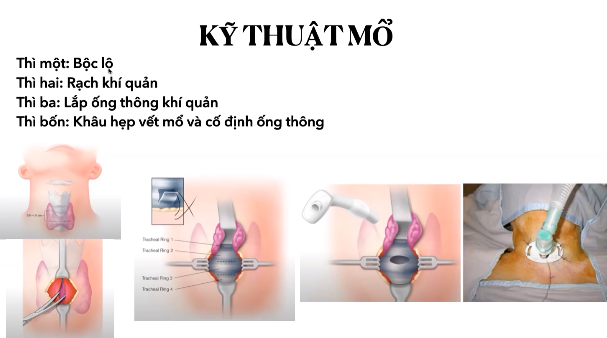 KỸ THUẬT MỔ
Thì một: Bộc lộ
Thì hai: Rạch khí quản
Thì ba: Lắp ống thông khí quản
Thì bốn: Khâu hẹp vết mổ và cố định ống thông
Tracheal Ring 1
Tracheal Ring 2
Tracheal Ring 3
Tracheal Ring 4